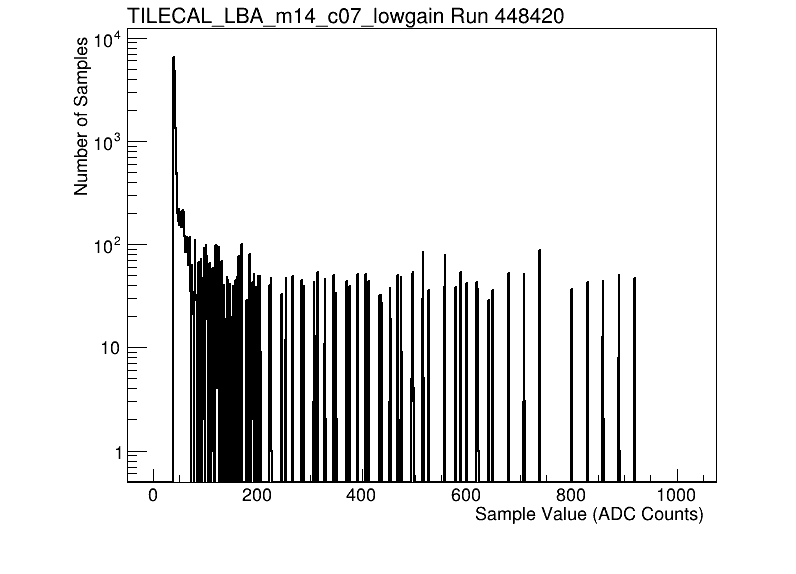 TILECAL_LBA_m14_c07_lowgain Run 448420
Number of Samples
10^4
10^3
10^2
10
1
0 200 400 600 800 1000
Sample Value (ADC Counts)